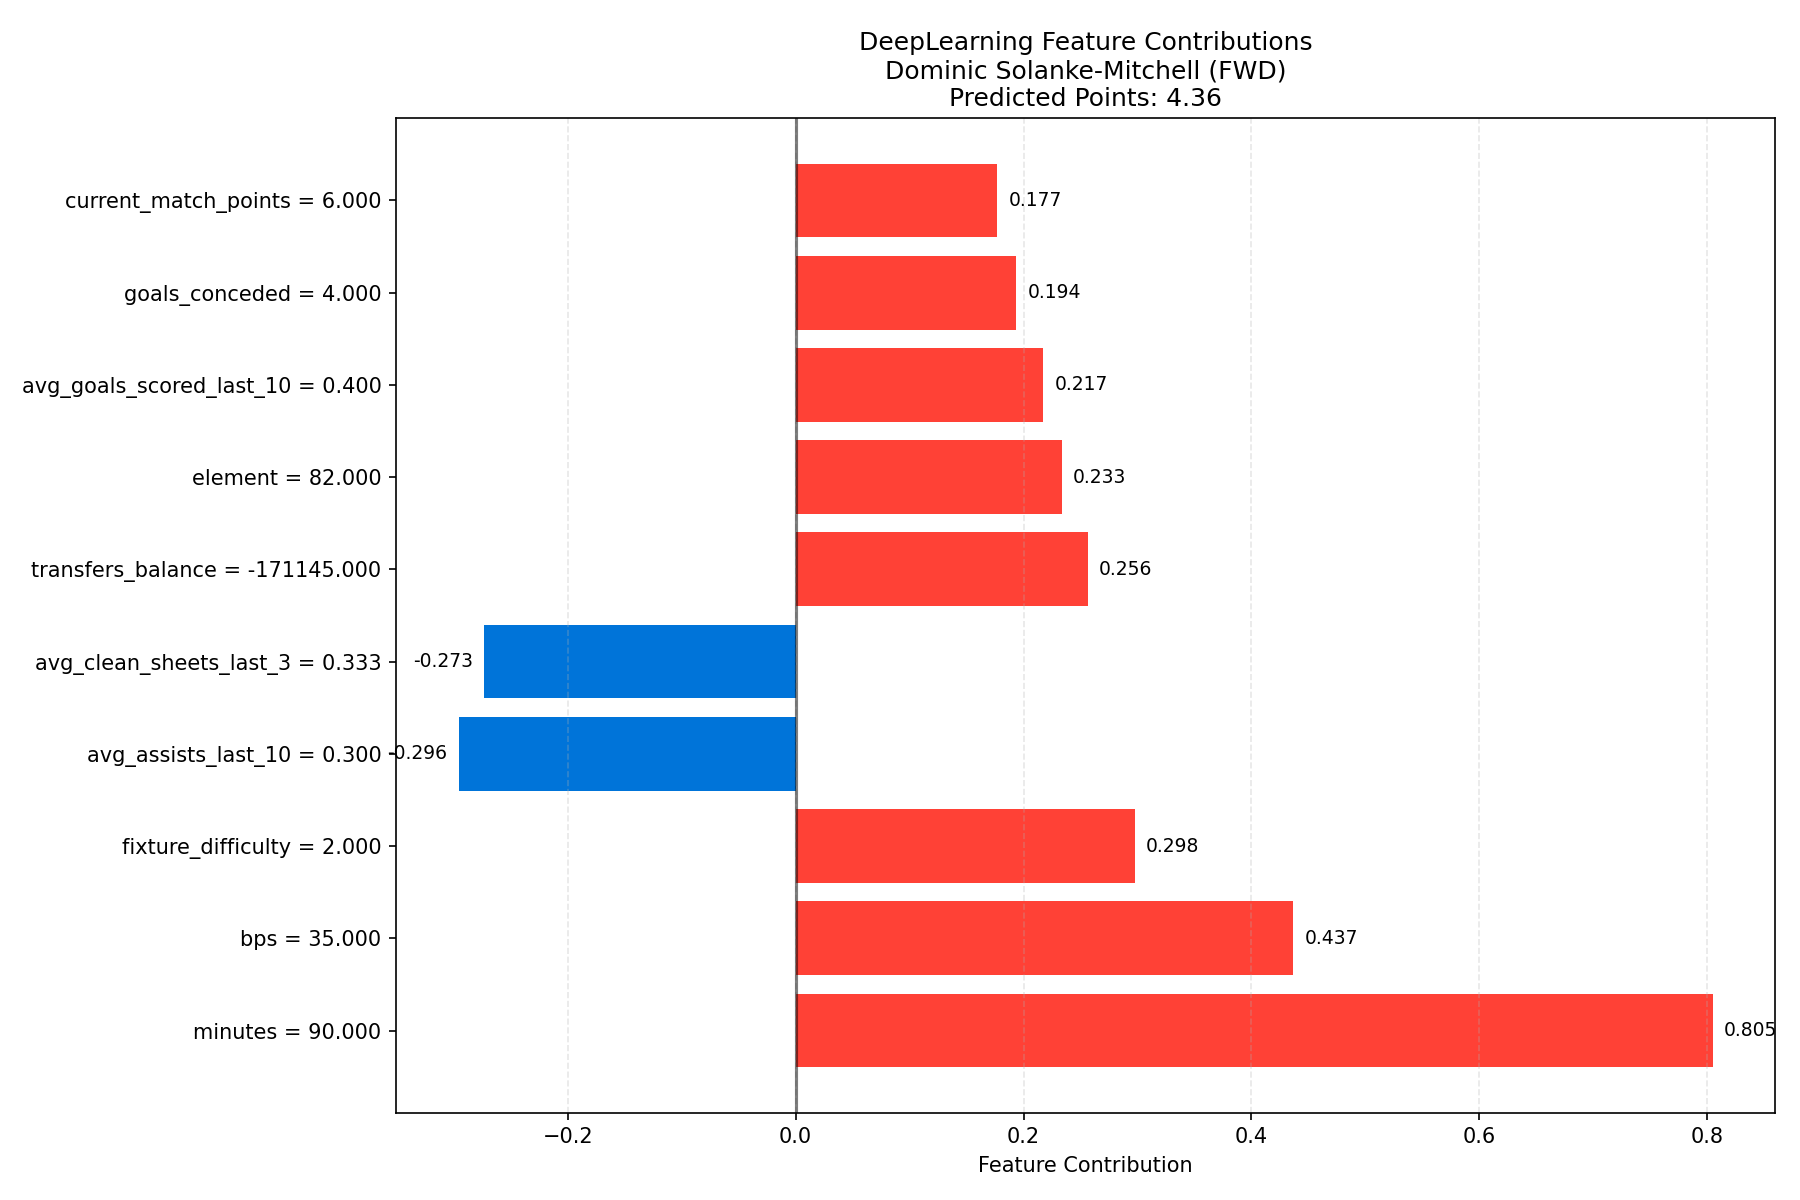 DeepLearning Feature Contributions
Dominic Solanke-Mitchell (FWD)
Predicted Points: 4.36
current_match_points = 6.000
0.177
goals_conceded = 4.000
0.194
avg_goals_scored_last_10 = 0.400
0.217
element = 82.000
0.233
transfers_balance = -171145.000
0.256
avg_clean_sheets_last_3 = 0.333
-0.273
avg_assists_last_10 = 0.300
-0.296
fixture_difficulty = 2.000
0.298
bps = 35.000
0.437
minutes = 90.000
0.805
−0.2 0.0 0.2 0.4 0.6 0.8
Feature Contribution